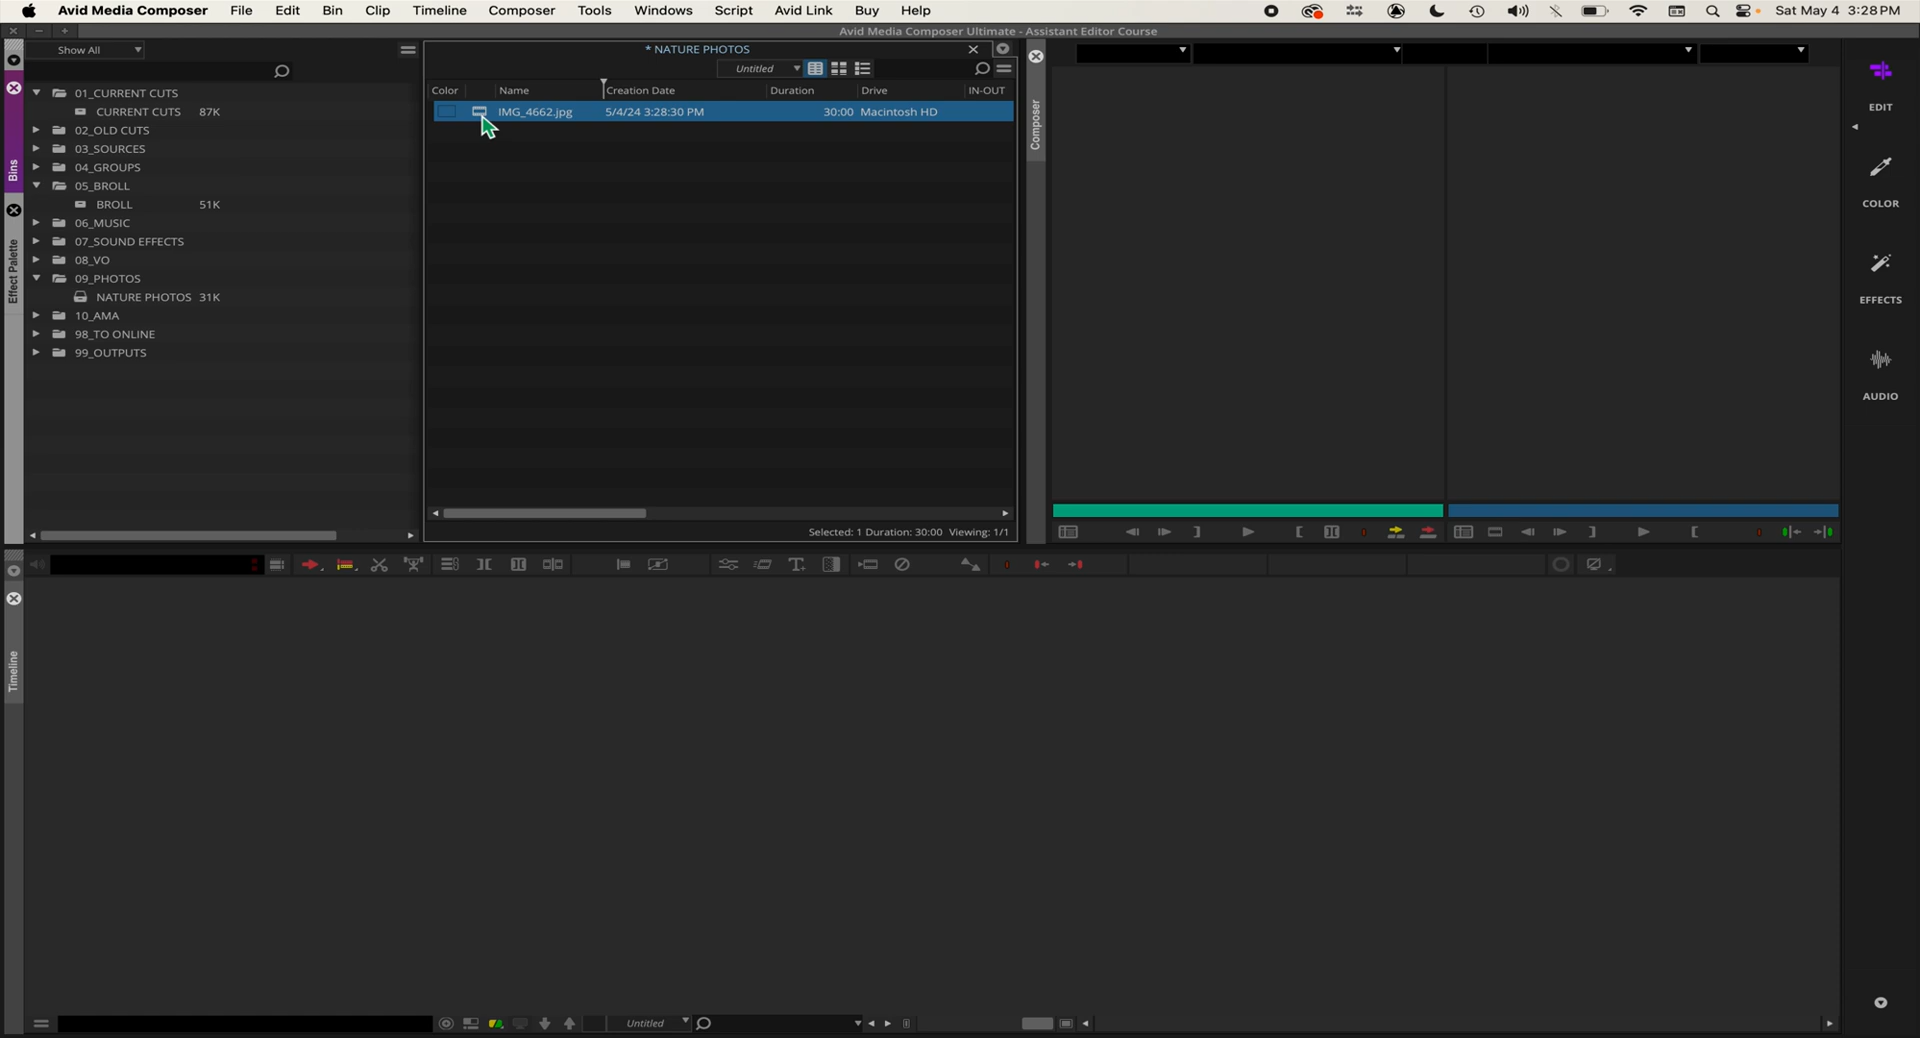 Avid Media Composer File Edit Bin Clip Timeline Composer Tools Windows Script Avid Link Buy Help Sat May 4 3:28 PM
Avid Media Composer Ultimate - Assistant Editor Course
Show All
* NATURE PHOTOS
Untitled
Color Name Creation Date Duration Drive IN-OUT
IMG_4662.jpg 5/4/24 3:28:30 PM 30:00 Macintosh HD
01_CURRENT CUTS
CURRENT CUTS 87K
02_OLD CUTS
03_SOURCES
04_GROUPS
05_BROLL
BROLL 51K
06_MUSIC
07_SOUND EFFECTS
08_VO
09_PHOTOS
NATURE PHOTOS 31K
10_AMA
98_TO ONLINE
99_OUTPUTS
Bins
Effect Palette
Composer
EDIT
COLOR
EFFECTS
AUDIO
Selected: 1 Duration: 30:00 Viewing: 1/1
Timeline
Untitled